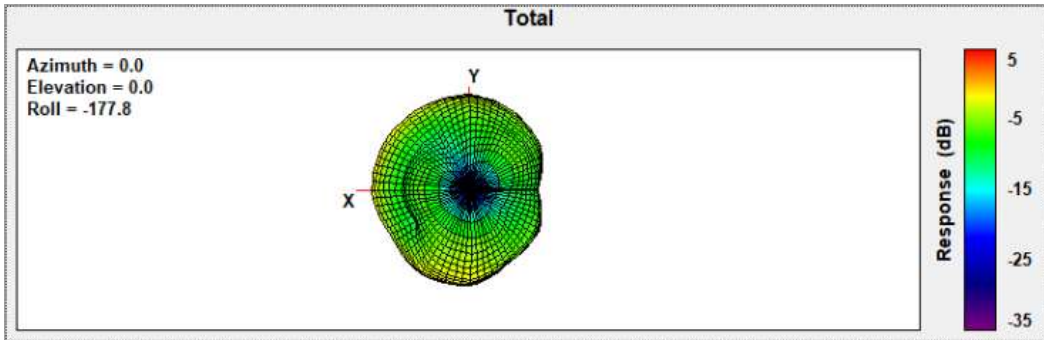 Total
Azimuth = 0.0
Elevation = 0.0
Roll = -177.8
Y
X
Response (dB)
5
-5
-15
-25
-35